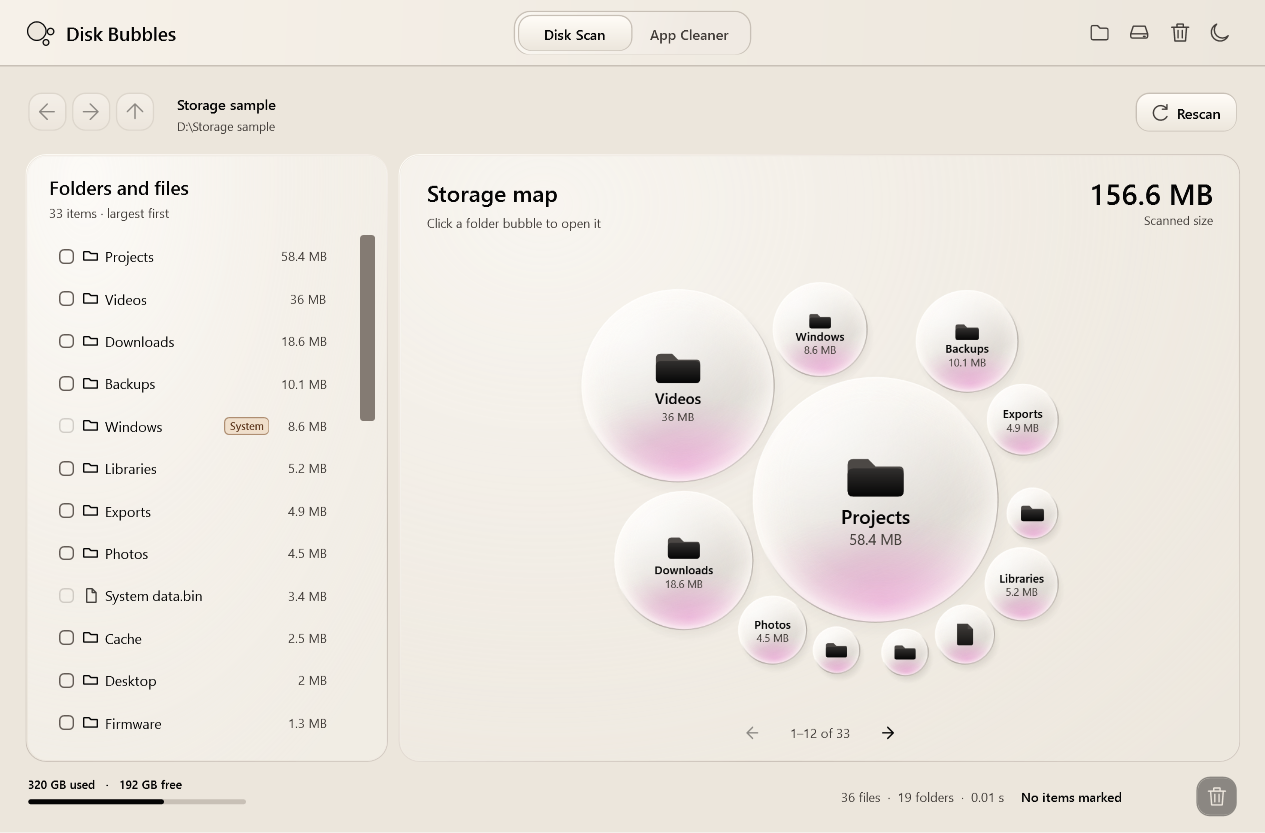 Disk Bubbles
Disk Scan
App Cleaner
Storage sample
D:\Storage sample
Rescan
Folders and files
33 items · largest first
Projects 58.4 MB
Videos 36 MB
Downloads 18.6 MB
Backups 10.1 MB
Windows System 8.6 MB
Libraries 5.2 MB
Exports 4.9 MB
Photos 4.5 MB
System data.bin 3.4 MB
Cache 2.5 MB
Desktop 2 MB
Firmware 1.3 MB
Storage map
Click a folder bubble to open it
156.6 MB
Scanned size
Windows
8.6 MB
Backups
10.1 MB
Videos
36 MB
Exports
4.9 MB
Projects
58.4 MB
Downloads
18.6 MB
Libraries
5.2 MB
Photos
4.5 MB
1–12 of 33
320 GB used · 192 GB free
36 files · 19 folders · 0.01 s No items marked